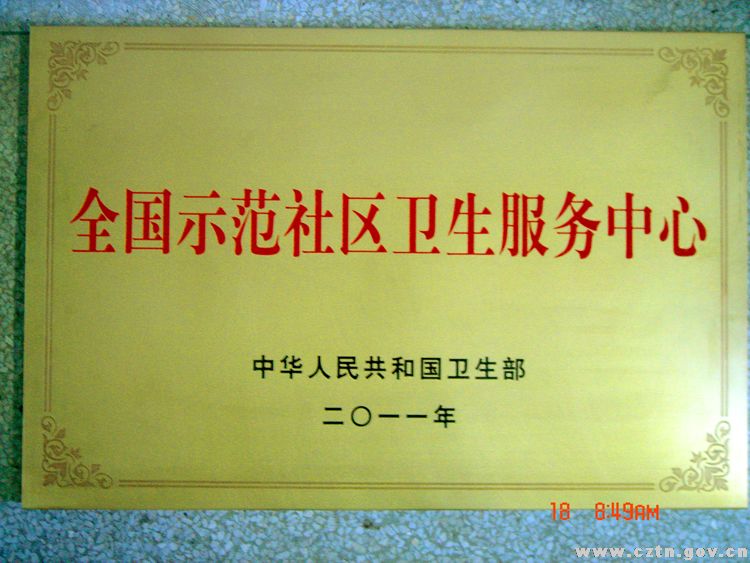 全国示范社区卫生服务中心
中华人民共和国卫生部
二〇一一年
18 8:49AM
www.cztn.gov.cn